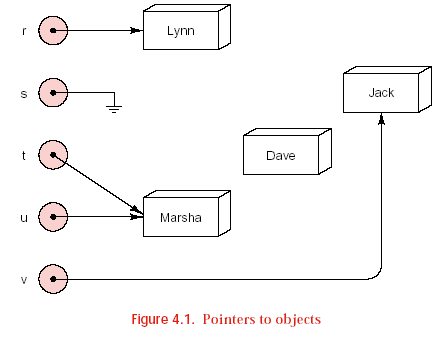 r
Lynn
s
Jack
t
Dave
u
Marsha
v
Figure 4.1. Pointers to objects